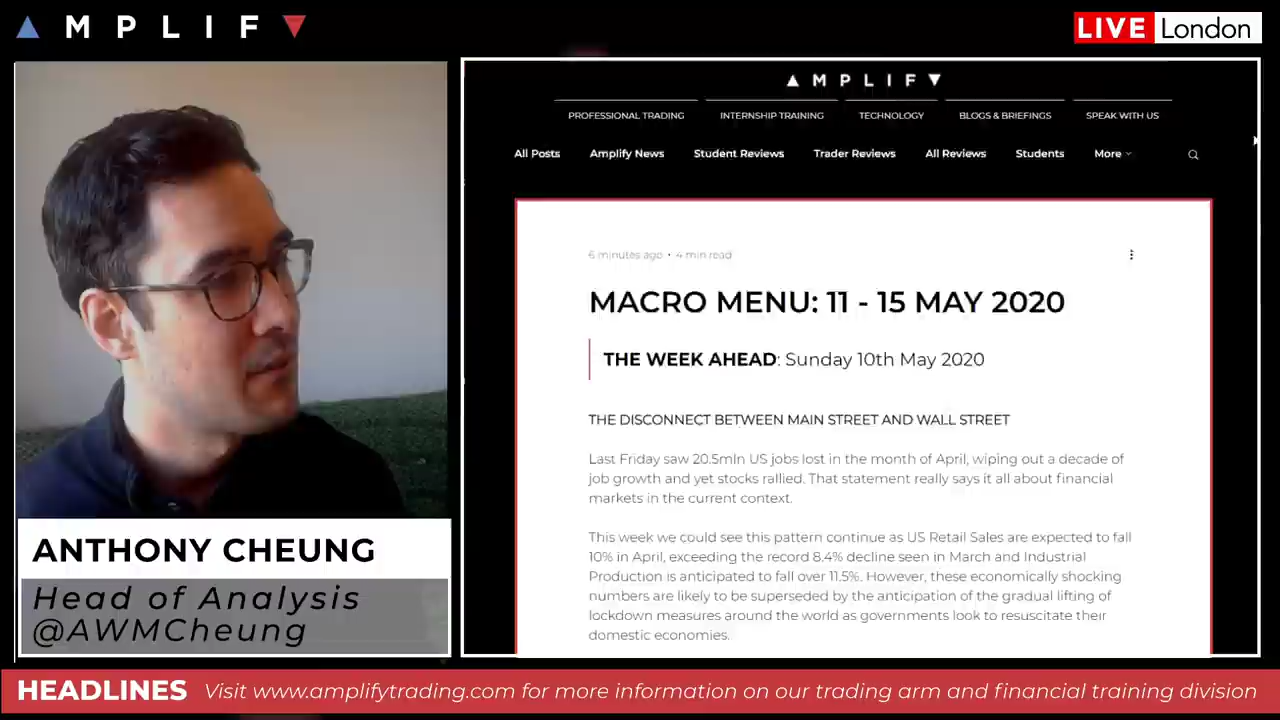 AMPLIFY
LIVE London
AMPLIFY
PROFESSIONAL TRADING INTERNSHIP TRAINING TECHNOLOGY BLOGS & BRIEFINGS SPEAK WITH US
All Posts Amplify News Student Reviews Trader Reviews All Reviews Students More
6 minutes ago • 4 min read
MACRO MENU: 11 - 15 MAY 2020
THE WEEK AHEAD: Sunday 10th May 2020
THE DISCONNECT BETWEEN MAIN STREET AND WALL STREET
Last Friday saw 20.5mln US jobs lost in the month of April, wiping out a decade of
job growth and yet stocks rallied. That statement really says it all about financial
markets in the current context.
This week we could see this pattern continue as US Retail Sales are expected to fall
10% in April, exceeding the record 8.4% decline seen in March and Industrial
Production is anticipated to fall over 11.5%. However, these economically shocking
numbers are likely to be superseded by the anticipation of the gradual lifting of
lockdown measures around the world as governments look to resuscitate their
domestic economies.
ANTHONY CHEUNG
Head of Analysis
@AWMCheung
HEADLINES Visit www.amplifytrading.com for more information on our trading arm and financial training division